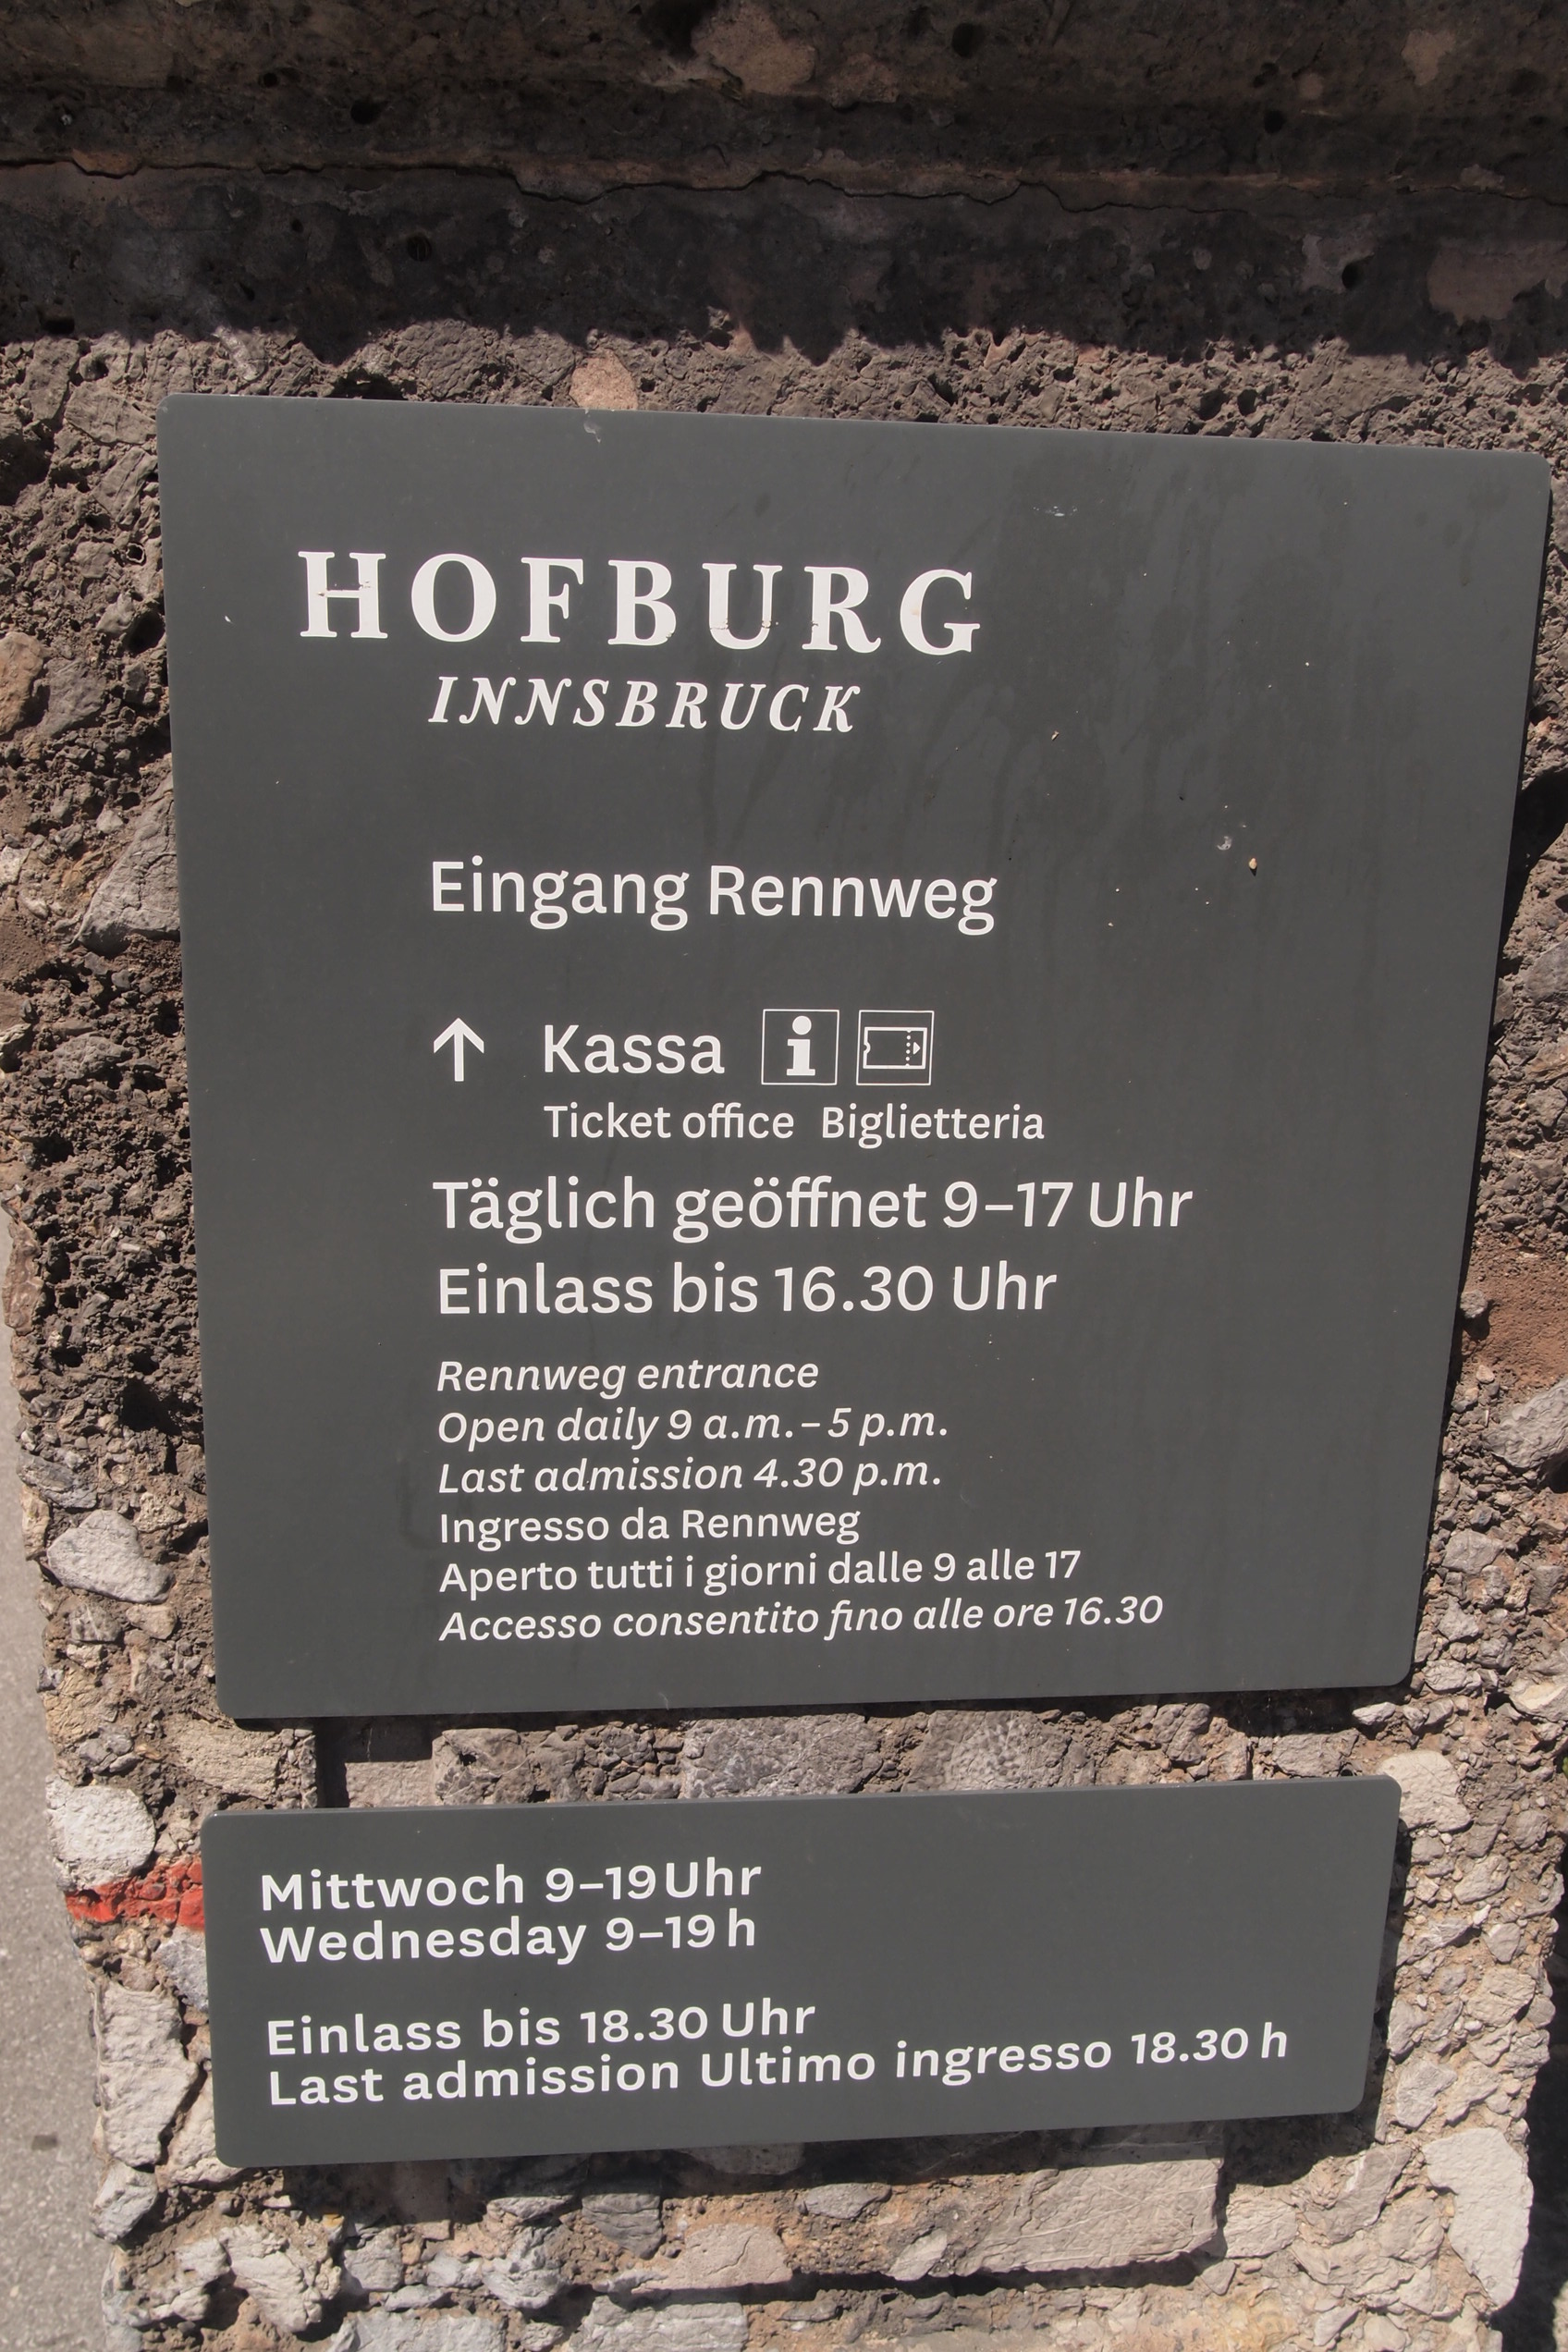 HOFBURG
INNSBRUCK
Eingang Rennweg
↑ Kassa i
Ticket office Biglietteria
Täglich geöffnet 9–17 Uhr
Einlass bis 16.30 Uhr
Rennweg entrance
Open daily 9 a.m.–5 p.m.
Last admission 4.30 p.m.
Ingresso da Rennweg
Aperto tutti i giorni dalle 9 alle 17
Accesso consentito fino alle ore 16.30
Mittwoch 9–19 Uhr
Wednesday 9–19 h
Einlass bis 18.30 Uhr
Last admission Ultimo ingresso 18.30 h